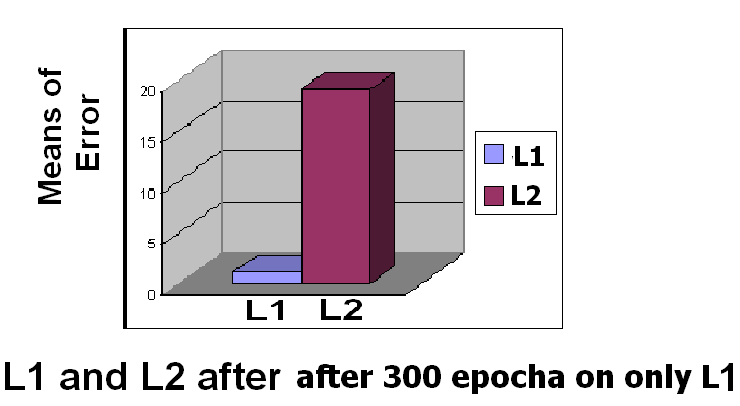 Means of
Error
20
15
10
5
0
L1 L2
L1
L2
L1 and L2 after after 300 epocha on only L1